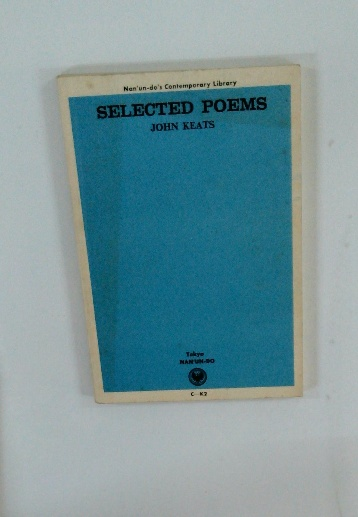 Nan'un-do's Contemporary Library
SELECTED POEMS
JOHN KEATS
Tokyo
NAN'UN-DO
C-K2